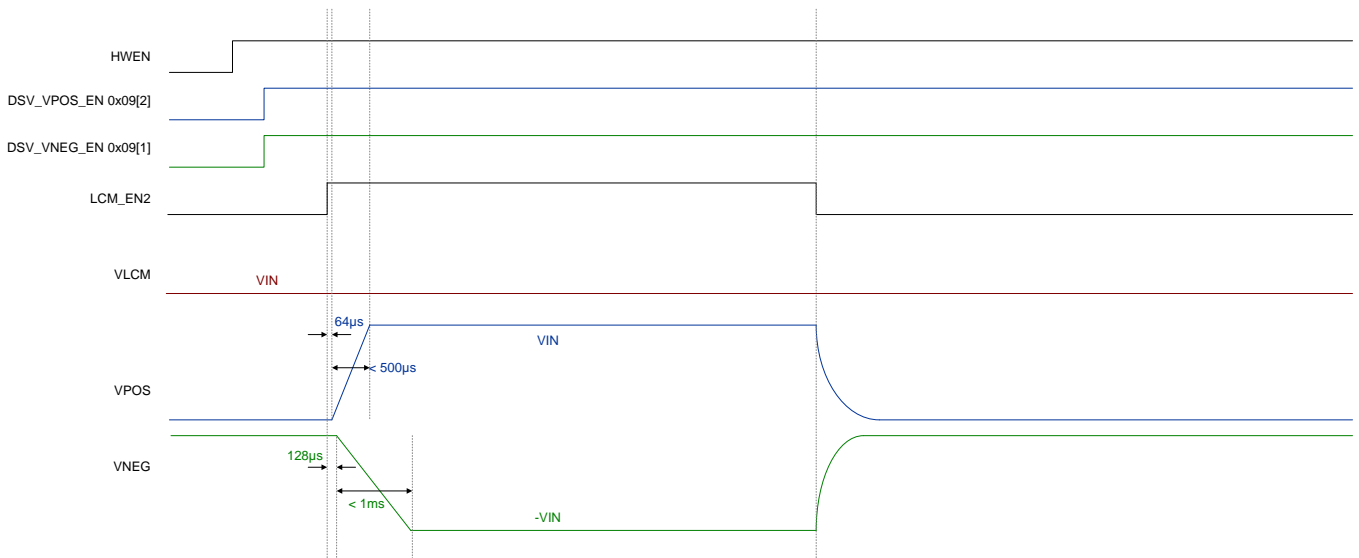 HWEN
DSV_VPOS_EN 0x09[2]
DSV_VNEG_EN 0x09[1]
LCM_EN2
VLCM
VIN
64µs
VIN
< 500µs
VPOS
128µs
VNEG
< 1ms
-VIN